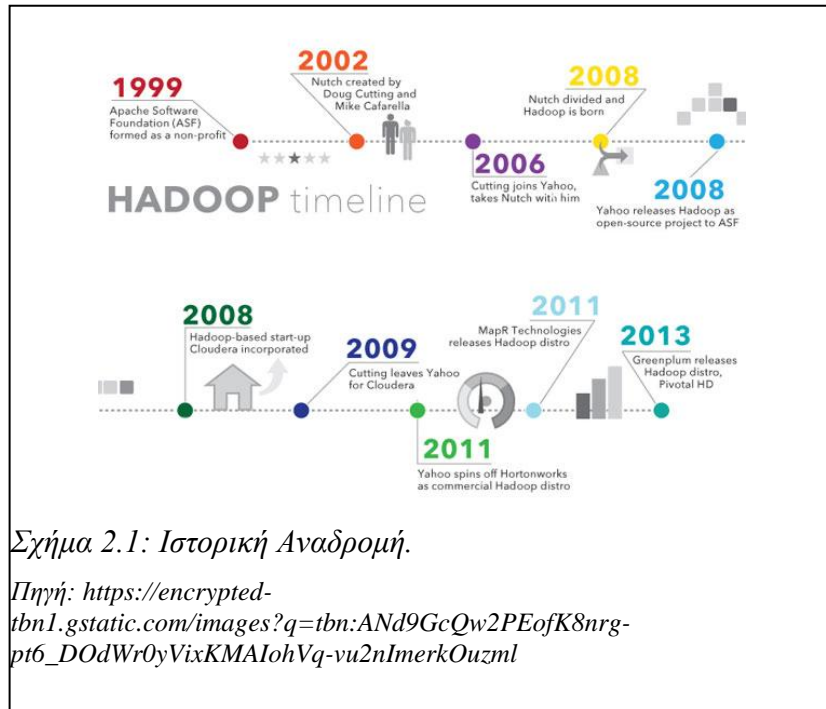 1999
Apache Software
Foundation (ASF)
formed as a non-profit
2002
Nutch created by
Doug Cutting and
Mike Cafarella
2006
Cutting joins Yahoo,
takes Nutch with him
2008
Nutch divided and
Hadoop is born
2008
Yahoo releases Hadoop as
open-source project to ASF
HADOOP timeline
2008
Hadoop-based start-up
Cloudera incorporated
2009
Cutting leaves Yahoo
for Cloudera
2011
Yahoo spins off Hortonworks
as commercial Hadoop distro
2011
MapR Technologies
releases Hadoop distro
2013
Greenplum releases
Hadoop distro,
Pivotal HD
Σχήμα 2.1: Ιστορική Αναδρομή.
Πηγή: https://encrypted-
tbn1.gstatic.com/images?q=tbn:ANd9GcQw2PEofK8nrg-
pt6_DOdWr0yVixKMAIohVq-vu2nImerkOuzml